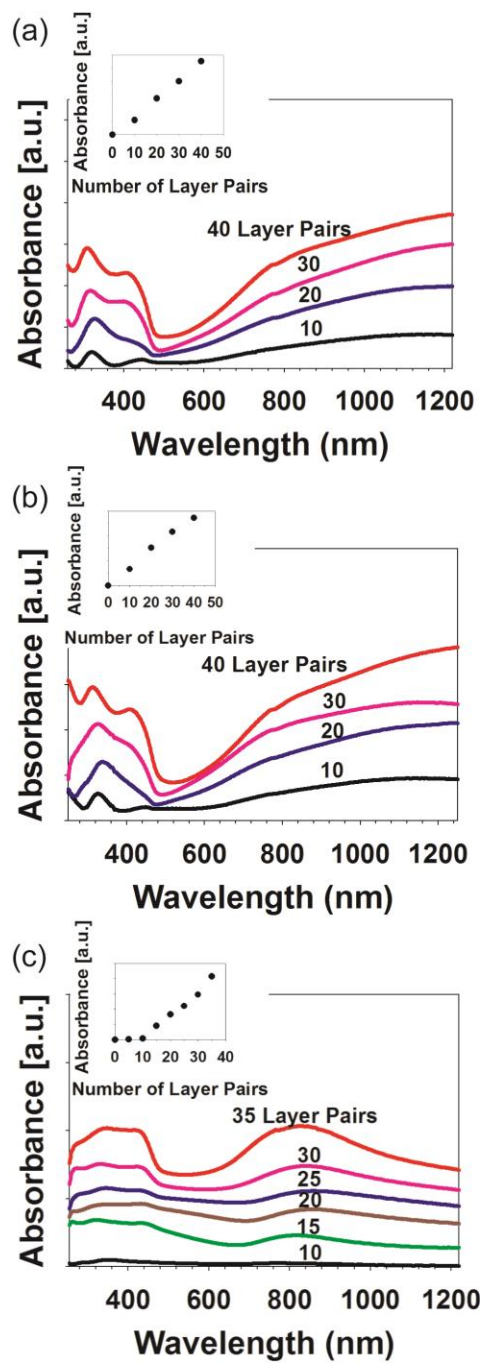 (a)
Absorbance [a.u.]
0 10 20 30 40 50
Number of Layer Pairs
Absorbance [a.u.]
40 Layer Pairs
30
20
10
400 600 800 1000 1200
Wavelength (nm)
(b)
Absorbance [a.u.]
0 10 20 30 40 50
Number of Layer Pairs
Absorbance [a.u.]
40 Layer Pairs
30
20
10
400 600 800 1000 1200
Wavelength (nm)
(c)
Absorbance [a.u.]
0 10 20 30 40
Number of Layer Pairs
Absorbance [a.u.]
35 Layer Pairs
30
25
20
15
10
400 600 800 1000 1200
Wavelength (nm)